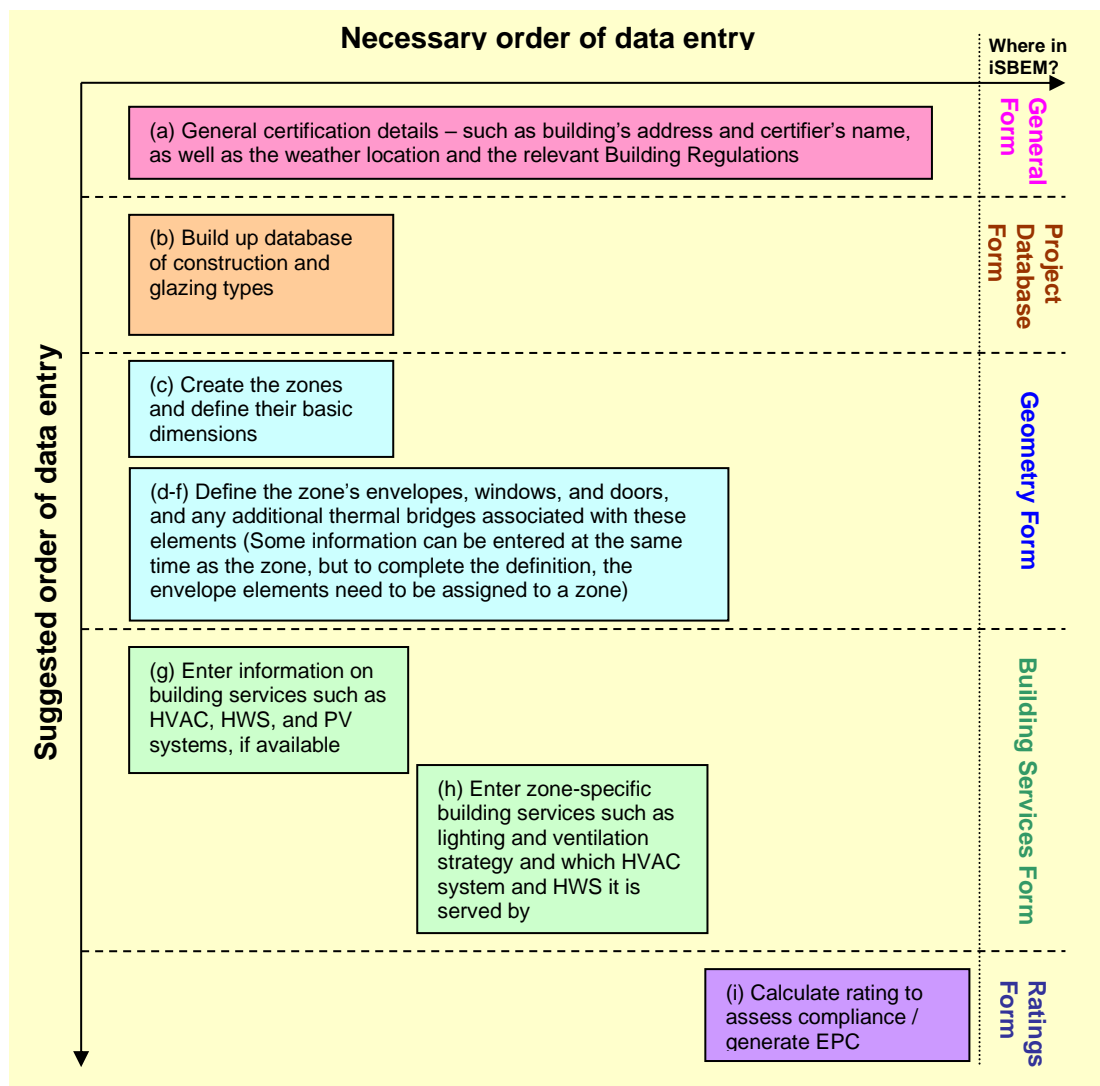 Necessary order of data entry
Where in
iSBEM?
(a) General certification details – such as building's address and certifier's name,
as well as the weather location and the relevant Building Regulations
General
Form
(b) Build up database
of construction and
glazing types
Project
Database
Form
Suggested order of data entry
(c) Create the zones
and define their basic
dimensions
(d-f) Define the zone's envelopes, windows, and doors,
and any additional thermal bridges associated with these
elements (Some information can be entered at the same
time as the zone, but to complete the definition, the
envelope elements need to be assigned to a zone)
Geometry Form
(g) Enter information on
building services such as
HVAC, HWS, and PV
systems, if available
(h) Enter zone-specific
building services such as
lighting and ventilation
strategy and which HVAC
system and HWS it is
served by
Building Services Form
(i) Calculate rating to
assess compliance /
generate EPC
Ratings
Form